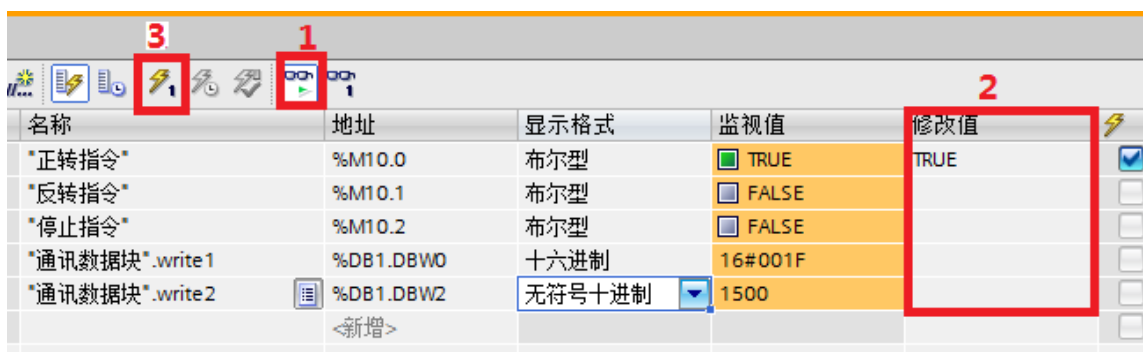 3 1
1 1
2
名称 地址 显示格式 监视值 修改值
"正转指令" %M10.0 布尔型 TRUE TRUE
"反转指令" %M10.1 布尔型 FALSE
"停止指令" %M10.2 布尔型 FALSE
"通讯数据块".write1 %DB1.DBW0 十六进制 16#001F
"通讯数据块".write2 %DB1.DBW2 无符号十进制 1500
<新增>